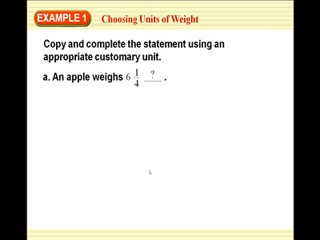 EXAMPLE 1 Choosing Units of Weight
Copy and complete the statement using an
appropriate customary unit.
a. An apple weighs 6 1/4 ? .